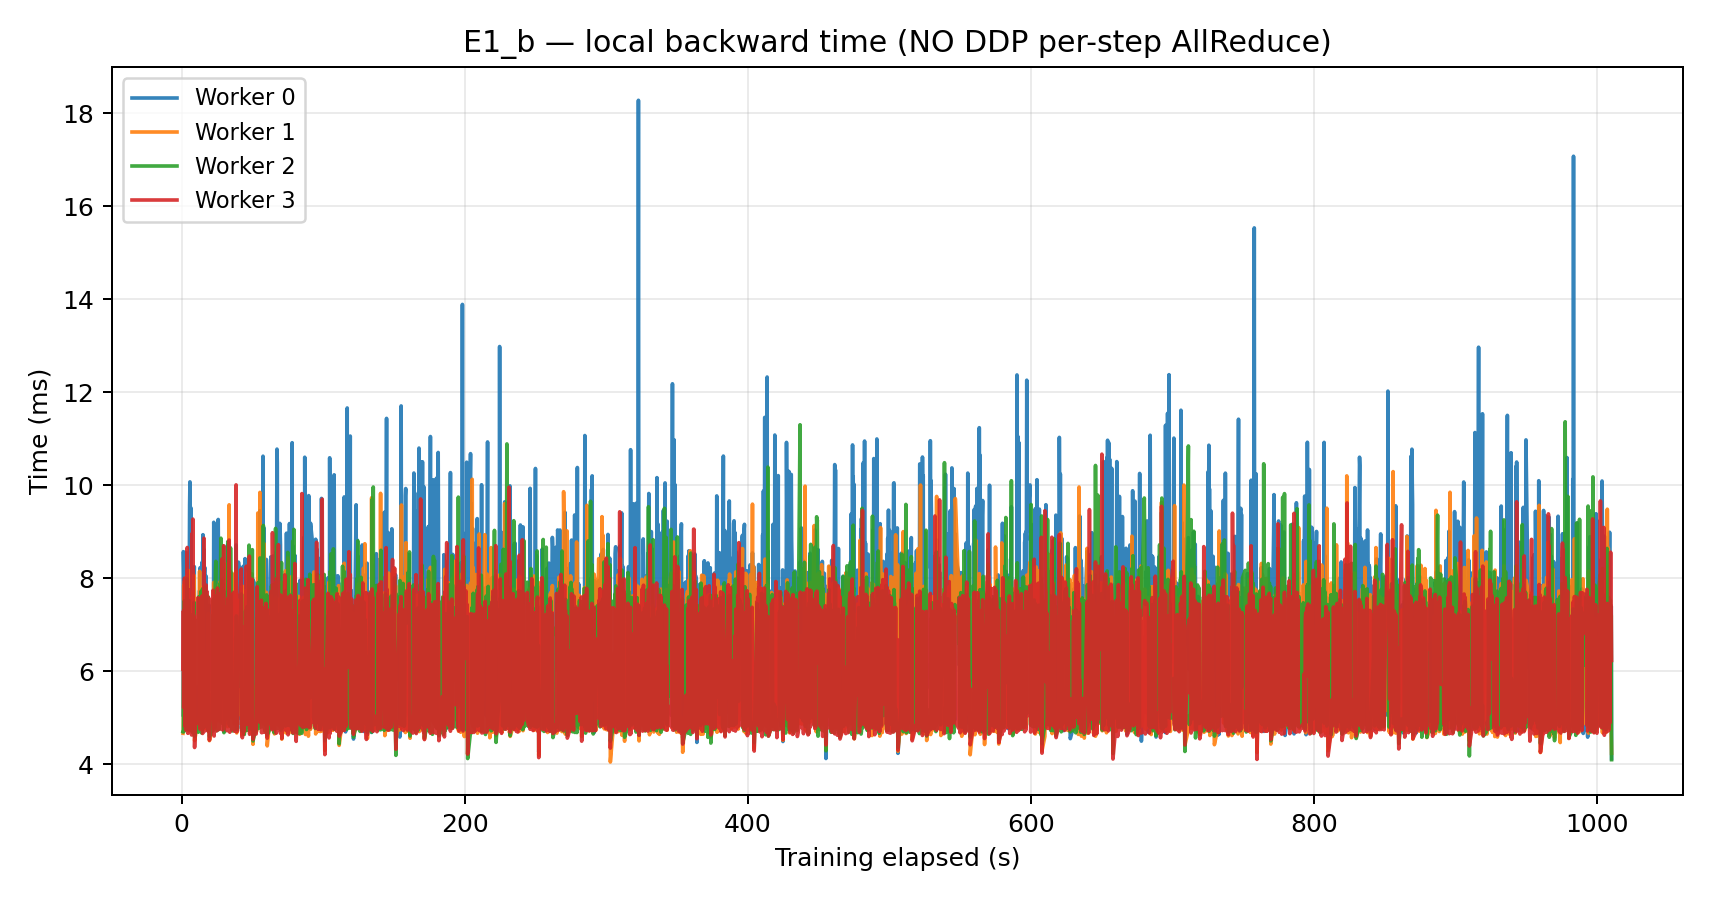 E1_b — local backward time (NO DDP per-step AllReduce)
Worker 0
Worker 1
Worker 2
Worker 3
Time (ms)
18
16
14
12
10
8
6
4
0 200 400 600 800 1000
Training elapsed (s)